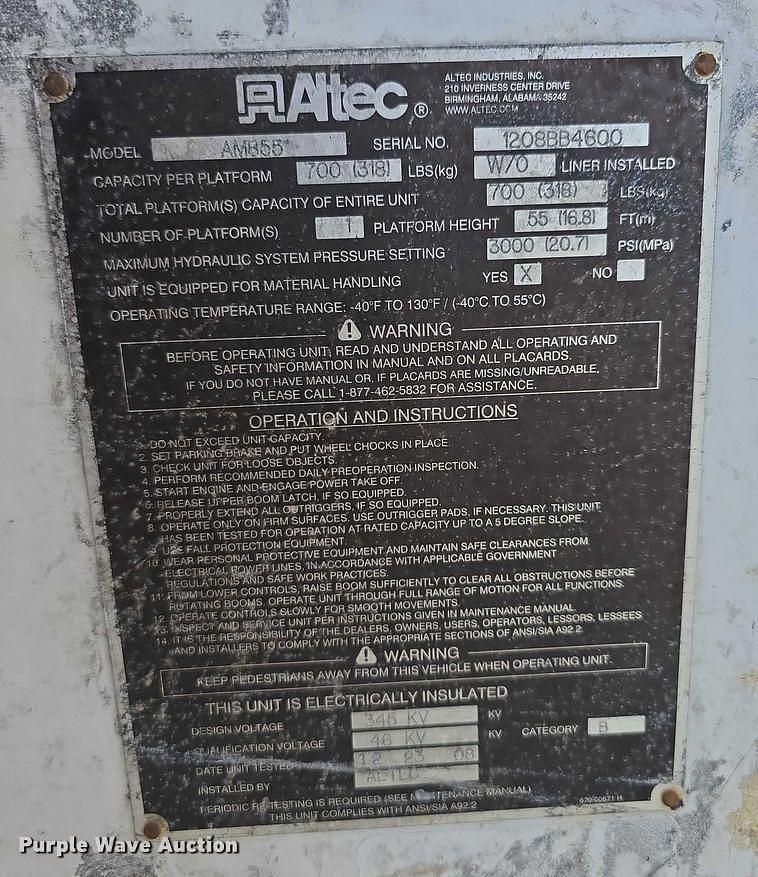 Altec®
ALTEC INDUSTRIES, INC.
210 INVERNESS CENTER DRIVE
BIRMINGHAM, ALABAMA 35242
WWW.ALTEC.COM
MODEL AMB55* SERIAL NO. 1208BB4600
CAPACITY PER PLATFORM 700 (318) LBS(kg) W/O LINER INSTALLED
TOTAL PLATFORM(S) CAPACITY OF ENTIRE UNIT 700 (318) LBS(kg)
NUMBER OF PLATFORM(S) 1 PLATFORM HEIGHT 55 (16.8) FT(m)
MAXIMUM HYDRAULIC SYSTEM PRESSURE SETTING 3000 (20.7) PSI(MPa)
UNIT IS EQUIPPED FOR MATERIAL HANDLING YES X NO
OPERATING TEMPERATURE RANGE: -40°F TO 130°F / (-40°C TO 55°C)
WARNING
BEFORE OPERATING UNIT, READ AND UNDERSTAND ALL OPERATING AND
SAFETY INFORMATION IN MANUAL AND ON ALL PLACARDS.
IF YOU DO NOT HAVE MANUAL OR, IF PLACARDS ARE MISSING/UNREADABLE,
PLEASE CALL 1-877-462-5832 FOR ASSISTANCE.
OPERATION AND INSTRUCTIONS
1. DO NOT EXCEED UNIT CAPACITY.
2. SET PARKING BRAKE AND PUT WHEEL CHOCKS IN PLACE.
3. CHECK UNIT FOR LOOSE OBJECTS.
4. PERFORM RECOMMENDED DAILY PREOPERATION INSPECTION.
5. START ENGINE AND ENGAGE POWER TAKE OFF.
6. RELEASE UPPER BOOM LATCH, IF SO EQUIPPED.
7. PROPERLY EXTEND ALL OUTRIGGERS, IF SO EQUIPPED.
8. OPERATE ONLY ON FIRM SURFACES. USE OUTRIGGER PADS, IF NECESSARY. THIS UNIT
HAS BEEN TESTED FOR OPERATION AT RATED CAPACITY UP TO A 5 DEGREE SLOPE.
9. USE FALL PROTECTION EQUIPMENT.
10. WEAR PERSONAL PROTECTIVE EQUIPMENT AND MAINTAIN SAFE CLEARANCES FROM
ELECTRICAL POWER LINES, IN ACCORDANCE WITH APPLICABLE GOVERNMENT
REGULATIONS AND SAFE WORK PRACTICES.
11. FROM LOWER CONTROLS, RAISE BOOM SUFFICIENTLY TO CLEAR ALL OBSTRUCTIONS BEFORE
ROTATING BOOMS. OPERATE UNIT THROUGH FULL RANGE OF MOTION FOR ALL FUNCTIONS.
12. OPERATE CONTROLS SLOWLY FOR SMOOTH MOVEMENTS.
13. INSPECT AND SERVICE UNIT PER INSTRUCTIONS GIVEN IN MAINTENANCE MANUAL.
14. IT IS THE RESPONSIBILITY OF THE DEALERS, OWNERS, USERS, OPERATORS, LESSORS, LESSEES
AND INSTALLERS TO COMPLY WITH THE APPROPRIATE SECTIONS OF ANSI/SIA A92.2
WARNING
KEEP PEDESTRIANS AWAY FROM THIS VEHICLE WHEN OPERATING UNIT.
THIS UNIT IS ELECTRICALLY INSULATED
DESIGN VOLTAGE 345 KV KV
QUALIFICATION VOLTAGE 46 KV KV CATEGORY B
DATE UNIT TESTED 12 23 08
INSTALLED BY ALTEC
PERIODIC RE-TESTING IS REQUIRED (SEE MAINTENANCE MANUAL)
THIS UNIT COMPLIES WITH ANSI/SIA A92.2
670-00671 H
Purple Wave Auction